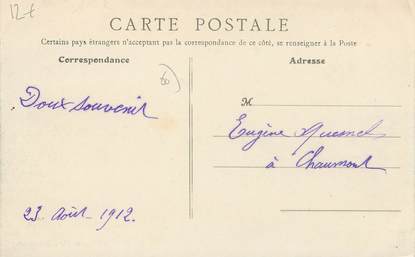 12 €
CARTE POSTALE
Certains pays étrangers n'acceptant pas la correspondance de ce côté, se renseigner à la Poste
Correspondance
Adresse
80
M
Doux souvenir
Eugène Quesnel
à Chaumont
23 Août 1912.